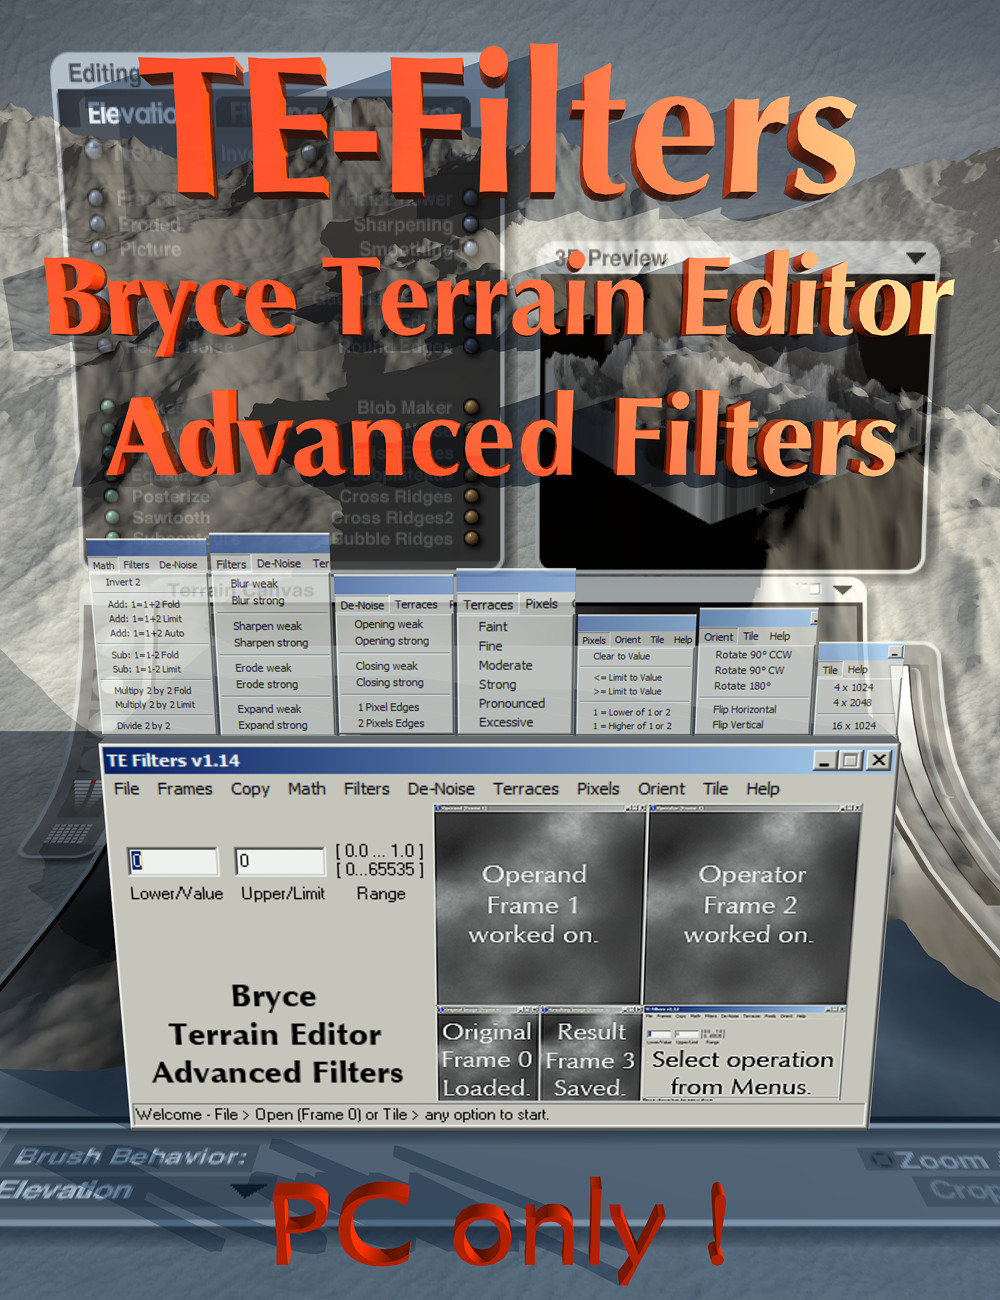 TE-Filters
Bryce Terrain Editor
Advanced Filters
Editing
Elevatio
Eroded
Picture
Sharpening
Smoothing
3D Preview
Round Edges
Blob Maker
Equalize
Posterize
Sawtooth
Subcontours
Subplateaus
Cross Ridges
Cross Ridges2
Bubble Ridges
Terrain Canvas
Math Filters De-Noise
Invert 2
Add: 1=1+2 Fold
Add: 1=1+2 Limit
Add: 1=1+2 Auto
Sub: 1=1-2 Fold
Sub: 1=1-2 Limit
Multipy 2 by 2 Fold
Multiply 2 by 2 Limit
Divide 2 by 2
Filters De-Noise Ter
Blur weak
Blur strong
Sharpen weak
Sharpen strong
Erode weak
Erode strong
Expand weak
Expand strong
De-Noise Terraces P
Opening weak
Opening strong
Closing weak
Closing strong
1 Pixel Edges
2 Pixels Edges
Terraces Pixels
Faint
Fine
Moderate
Strong
Pronounced
Excessive
Pixels Orient Tile Help
Clear to Value
<= Limit to Value
>= Limit to Value
1 = Lower of 1 or 2
1 = Higher of 1 or 2
Orient Tile Help
Rotate 90° CCW
Rotate 90° CW
Rotate 180°
Flip Horizontal
Flip Vertical
Tile Help
4 x 1024
4 x 2048
16 x 1024
TE Filters v1.14
File Frames Copy Math Filters De-Noise Terraces Pixels Orient Tile Help
0 0 [ 0.0 ... 1.0 ]
[ 0...65535 ]
Lower/Value Upper/Limit Range
Operand
Frame 1
worked on.
Operator
Frame 2
worked on.
Bryce
Terrain Editor
Advanced Filters
Original
Frame 0
Loaded.
Result
Frame 3
Saved.
Select operation
from Menus.
Welcome - File > Open (Frame 0) or Tile > any option to start.
Brush Behavior:
Elevation
Zoom
Crop
PC only !